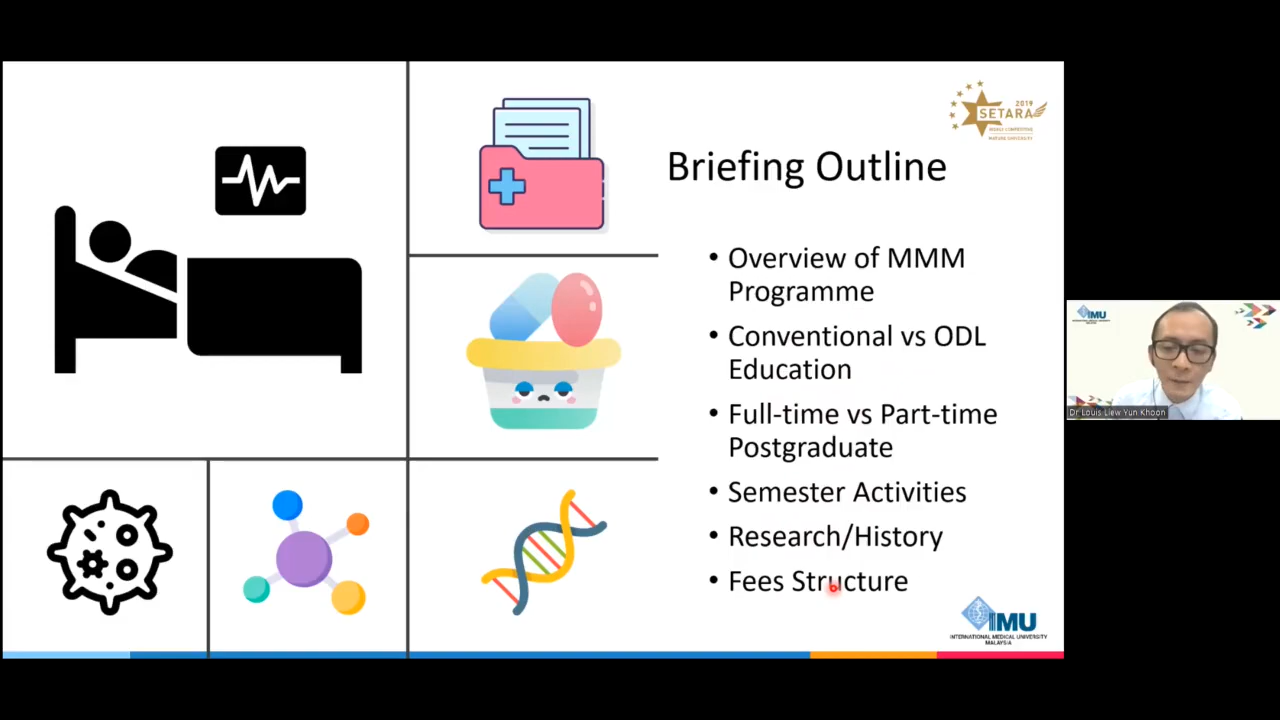 2019
SETARA
Briefing Outline
• Overview of MMM
Programme
• Conventional vs ODL
Education
• Full-time vs Part-time
Postgraduate
• Semester Activities
• Research/History
• Fees Structure
IMU
INTERNATIONAL MEDICAL UNIVERSITY
MALAYSIA
IMU
Dr Louis Liew Yun Khoon